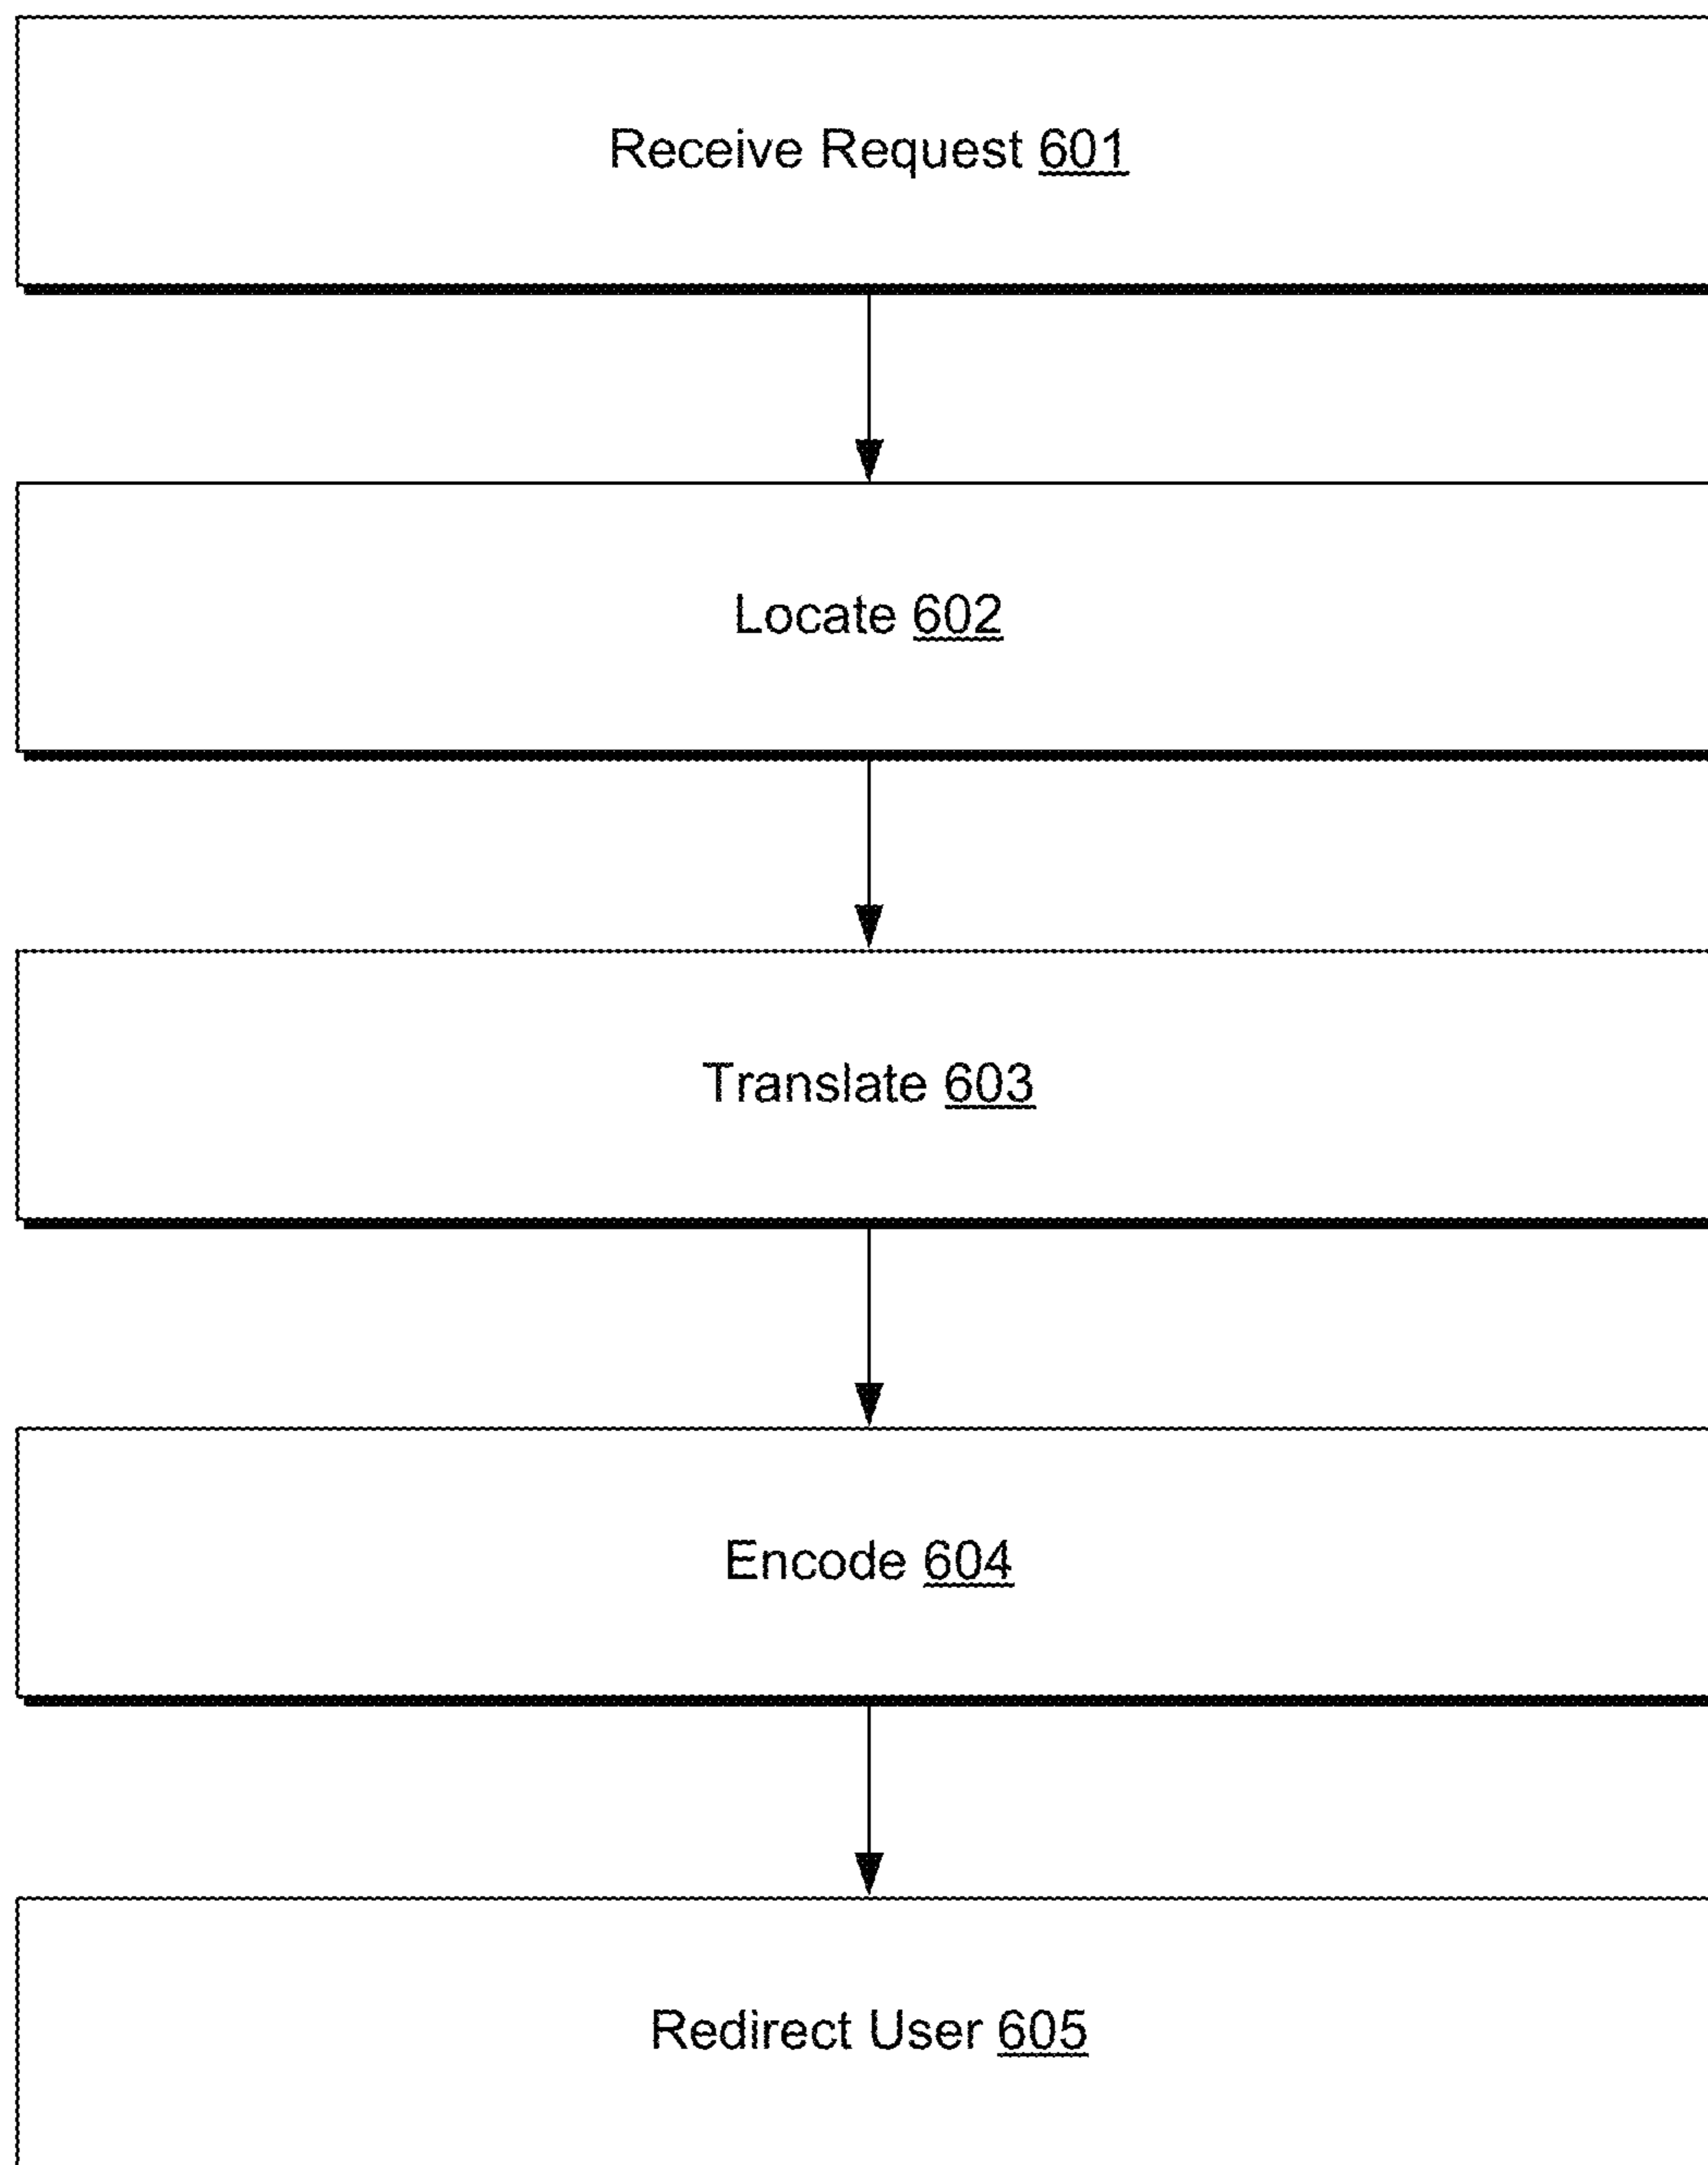 Receive Request 601
Locate 602
Translate 603
Encode 604
Redirect User 605